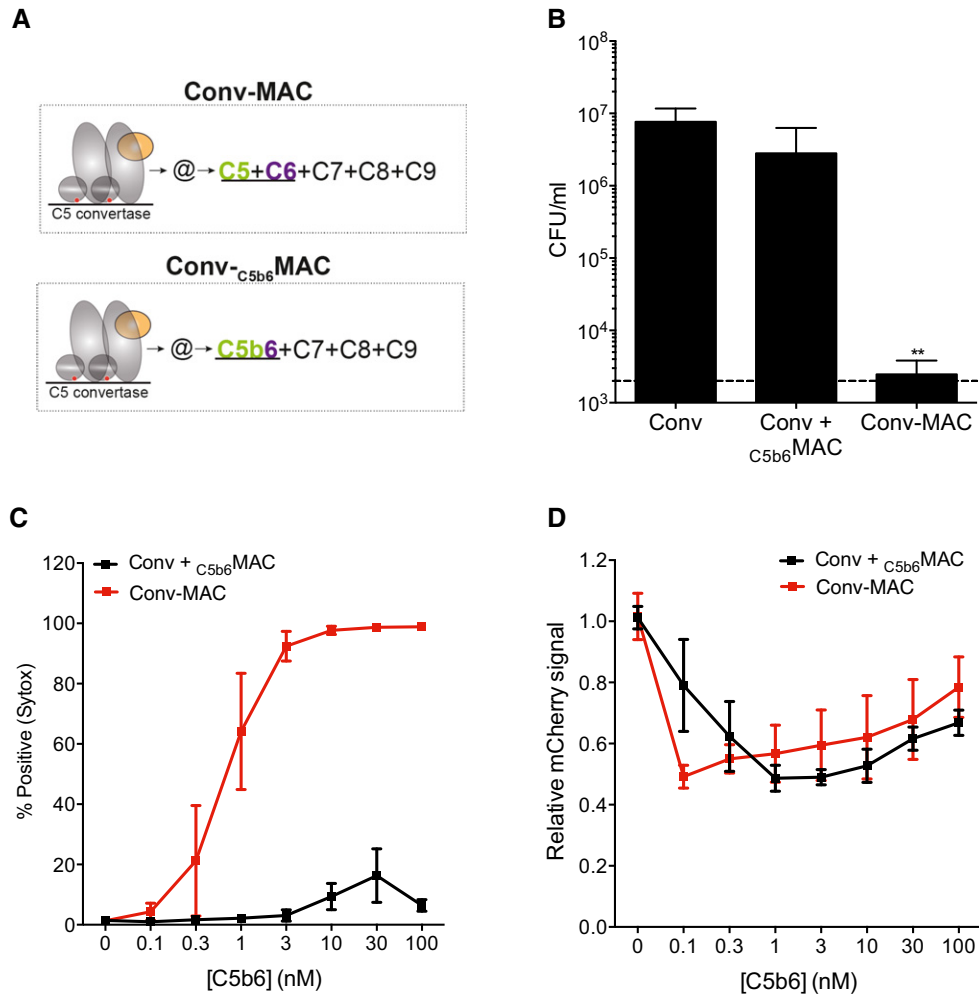 A
Conv-MAC
@ C5+C6+C7+C8+C9
C5 convertase
Conv-C5b6MAC
@ C5b6+C7+C8+C9
C5 convertase
B
CFU/ml
10^8
10^7
10^6
10^5
10^4
10^3
**
Conv
Conv +
C5b6MAC
Conv-MAC
C
Conv + C5b6MAC
Conv-MAC
% Positive (Sytox)
120
100
80
60
40
20
0
0 0.1 0.3 1 3 10 30 100
[C5b6] (nM)
D
Conv + C5b6MAC
Conv-MAC
Relative mCherry signal
1.2
1.0
0.8
0.6
0.4
0.2
0.0
0 0.1 0.3 1 3 10 30 100
[C5b6] (nM)